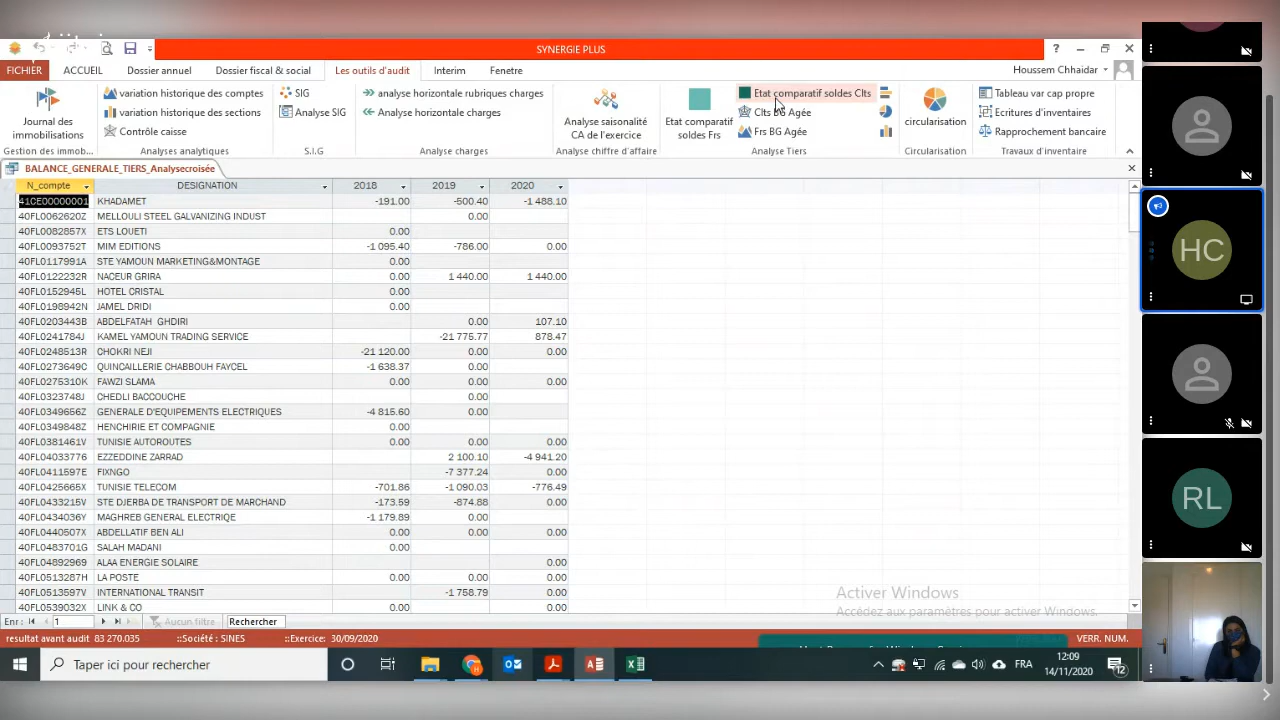 SYNERGIE PLUS
?
FICHIER ACCUEIL Dossier annuel Dossier fiscal & social Les outils d'audit Interim Fenetre Houssem Chhaidar
Journal des immobilisations
Gestion des immob...
variation historique des comptes
variation historique des sections
Contrôle caisse
Analyses analytiques
SIG
Analyse SIG
S.I.G
analyse horizontale rubriques charges
Analyse horizontale charges
Analyse charges
Analyse saisonalité CA de l'exercice
Analyse chiffre d'affaire
Etat comparatif soldes Frs
Etat comparatif soldes Clts
Clts BG Agée
Frs BG Agée
Analyse Tiers
circularisation
Circularisation
Tableau var cap propre
Ecritures d'inventaires
Rapprochement bancaire
Travaux d'inventaire
BALANCE_GENERALE_TIERS_Analysecroisée
N_compte DESIGNATION 2018 2019 2020
41CE00000001 KHADAMET -191.00 -500.40 -1 488.10
40FL0062620Z MELLOULI STEEL GALVANIZING INDUST 0.00
40FL0082857X ETS LOUETI 0.00
40FL0093752T MIM EDITIONS -1 095.40 -786.00 0.00
40FL0117991A STE YAMOUN MARKETING&MONTAGE 0.00
40FL0122232R NACEUR GRIRA 0.00 1 440.00 1 440.00
40FL0152945L HOTEL CRISTAL 0.00
40FL0198942N JAMEL DRIDI 0.00
40FL0203443B ABDELFATAH GHDIRI 0.00 107.10
40FL0241784J KAMEL YAMOUN TRADING SERVICE -21 775.77 878.47
40FL0248513R CHOKRI NEJI -21 120.00 0.00 0.00
40FL0273649C QUINCAILLERIE CHABBOUH FAYCEL -1 638.37 0.00
40FL0275310K FAWZI SLAMA 0.00 0.00 0.00
40FL0323748J CHEDLI BACCOUCHE 0.00
40FL0349656Z GENERALE D'EQUIPEMENTS ELECTRIQUES -4 815.60 0.00
40FL0349848Z HENCHIRIE ET COMPAGNIE 0.00
40FL0381461V TUNISIE AUTOROUTES 0.00 0.00 0.00
40FL04033776 EZZEDDINE ZARRAD 2 100.10 -4 941.20
40FL0411597E FIXNGO -7 377.24 0.00
40FL0425665X TUNISIE TELECOM -701.86 -1 090.03 -776.49
40FL0433215V STE DJERBA DE TRANSPORT DE MARCHAND -173.59 -874.88 0.00
40FL0434036Y MAGHREB GENERAL ELECTRIQE -1 179.89 0.00
40FL0440507X ABDELLATIF BEN ALI 0.00 0.00 0.00
40FL0483701G SALAH MADANI 0.00
40FL04892969 ALAA ENERGIE SOLAIRE 0.00
40FL0513287H LA POSTE 0.00 0.00 0.00
40FL0513597V INTERNATIONAL TRANSIT -1 758.79 0.00
40FL0539032X LINK & CO 0.00 0.00
Activer Windows
Accédez aux paramètres pour activer Windows.
Enr : 1 Aucun filtre Rechercher
resultat avant audit 83 270.035 ::Société : SINES ::Exercice: 30/09/2020 VERR. NUM.
Taper ici pour rechercher
FRA
12:09
14/11/2020
12
HC
RL